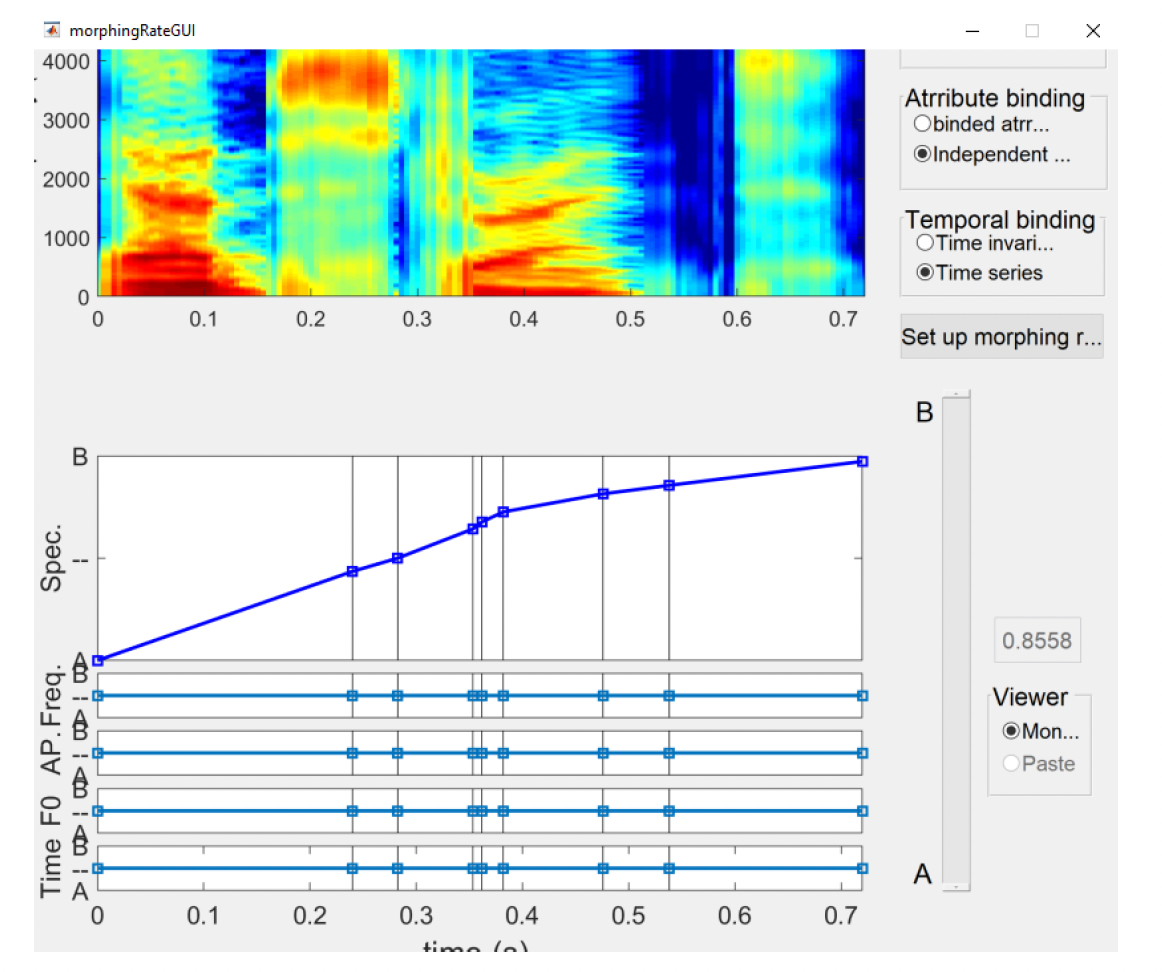 morphingRateGUI
4000
3000
2000
1000
0
0 0.1 0.2 0.3 0.4 0.5 0.6 0.7
Atrribute binding
binded atrr...
Independent ...
Temporal binding
Time invari...
Time series
Set up morphing r...
B
A
0.8558
Viewer
Mon...
Paste
Spec.
B
--
A
Freq.
B
--
A
AP.
B
--
A
F0
B
--
A
Time
B
--
A
0 0.1 0.2 0.3 0.4 0.5 0.6 0.7
time (s)